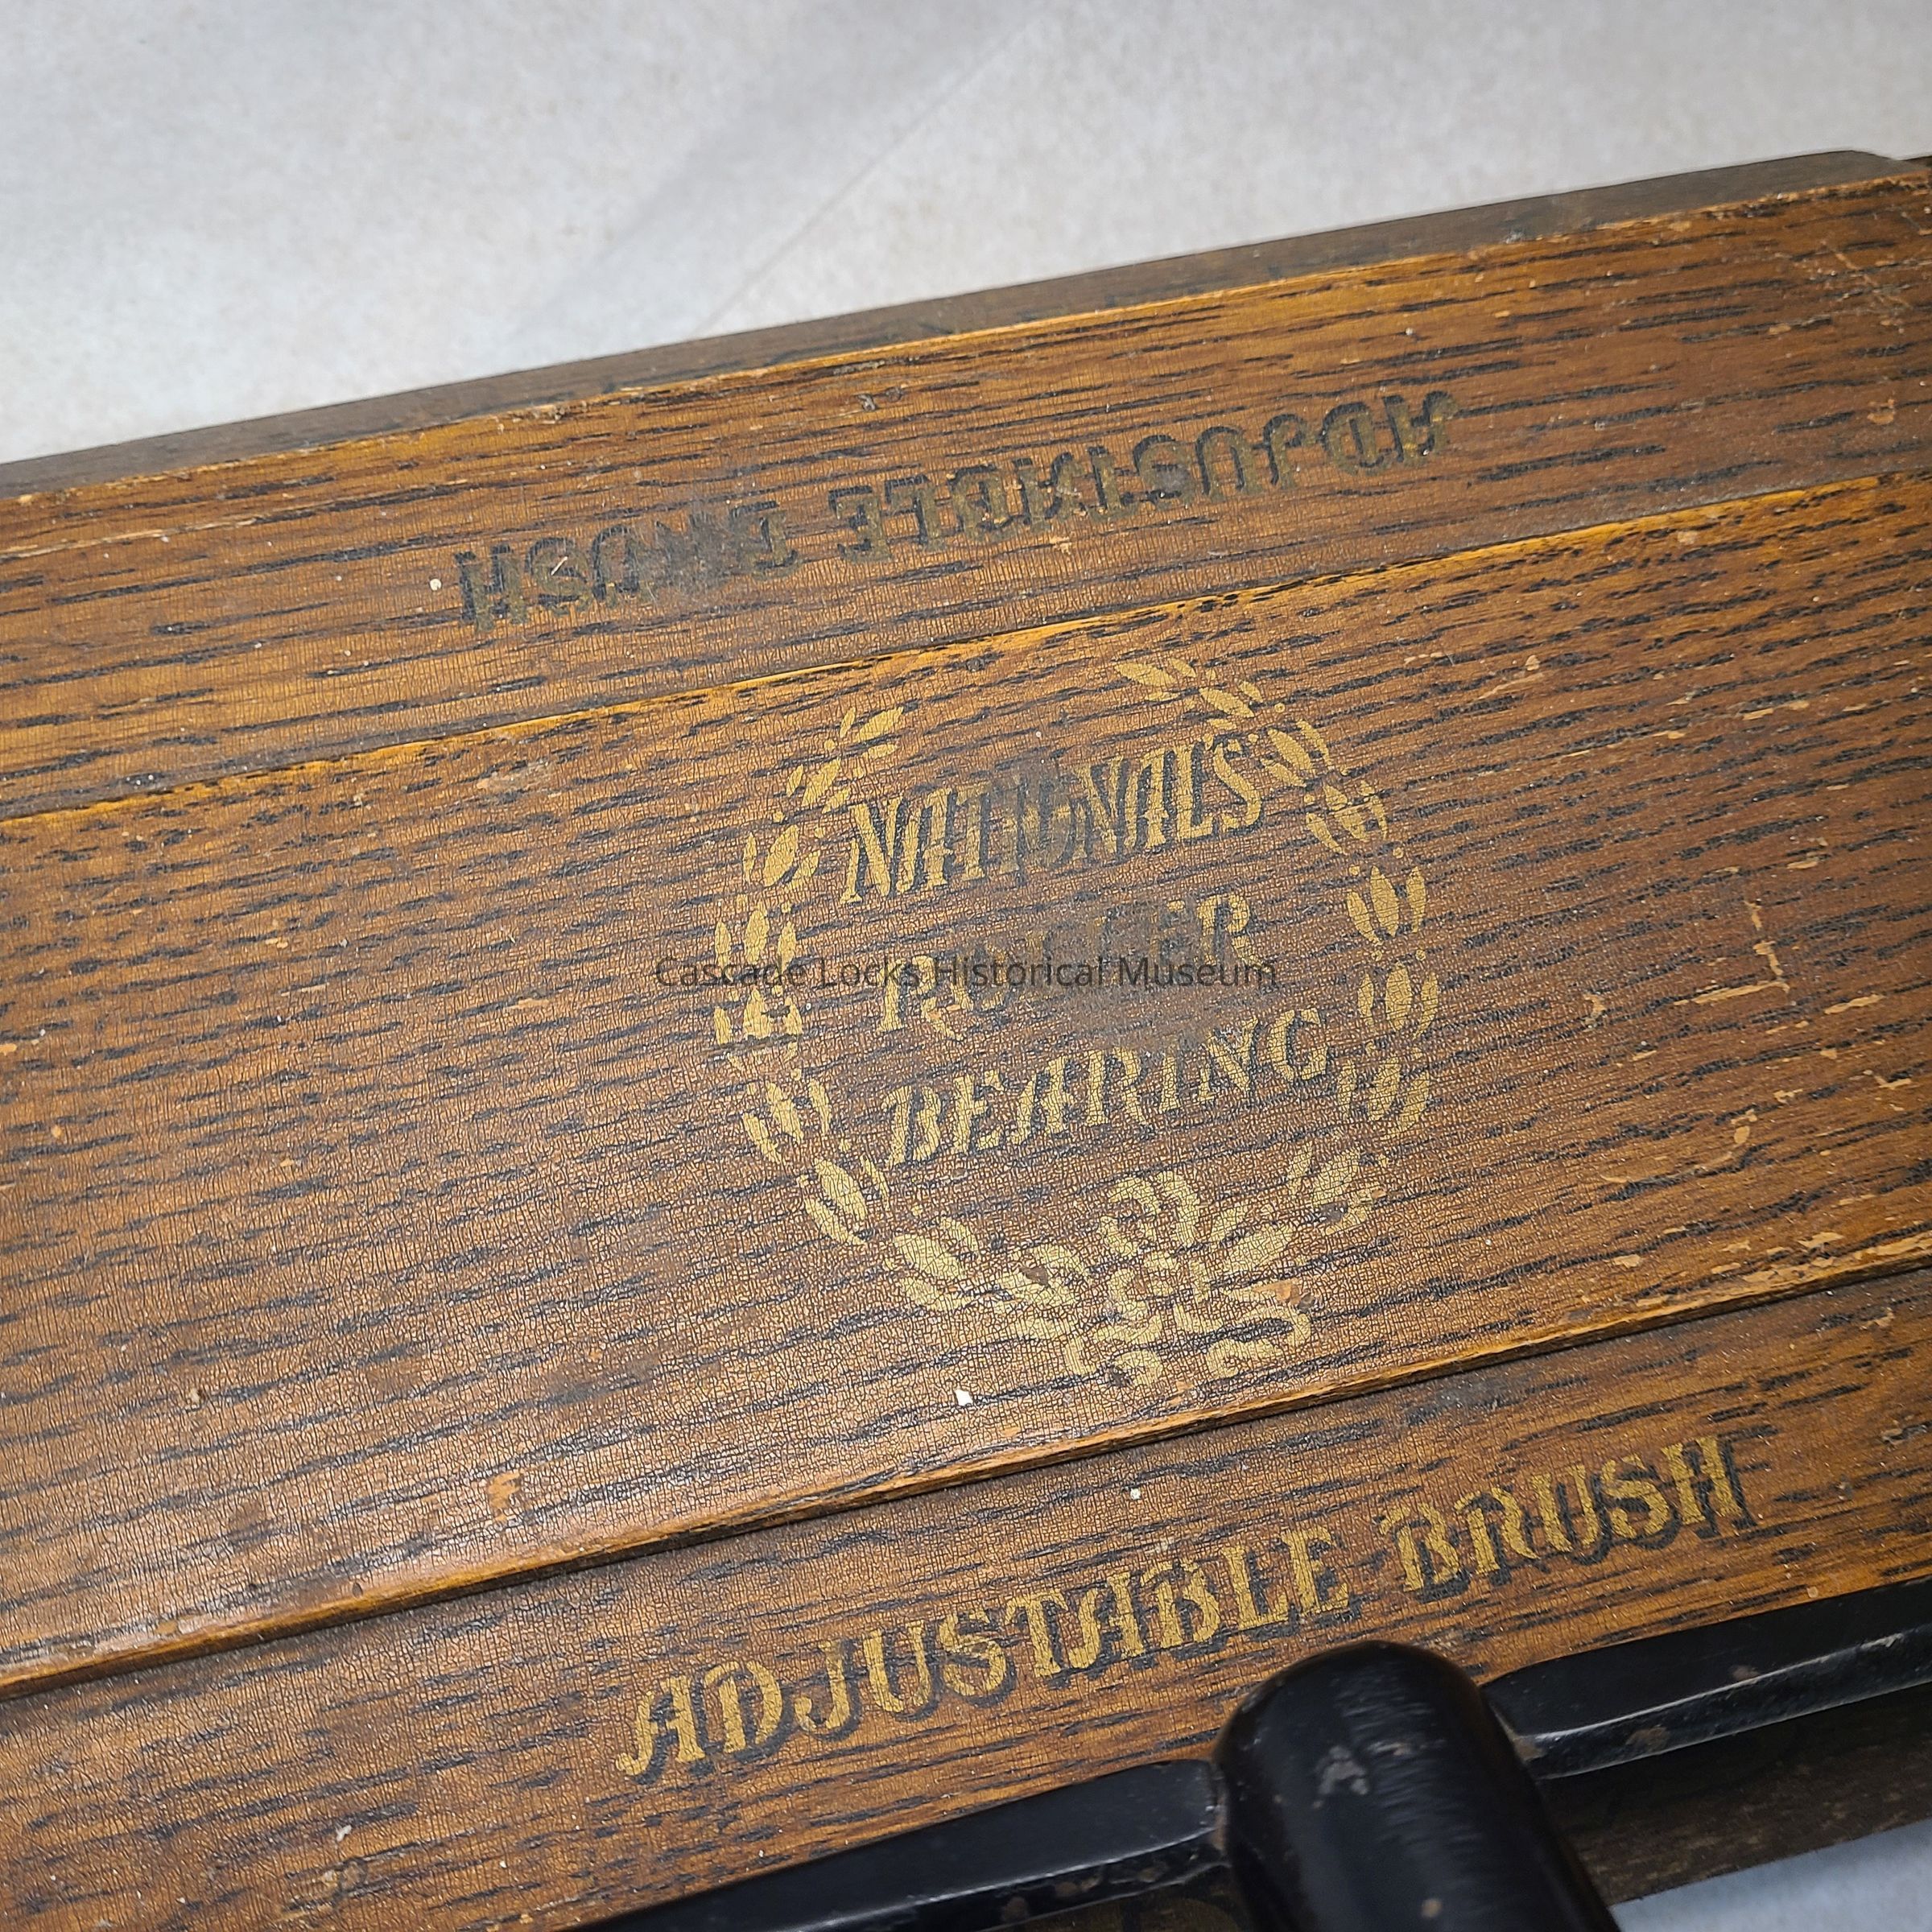 ADJUSTABLE BRUSH
NATIONAL'S
ROLLER
BEARING
Cascade Locks Historical Museum
ADJUSTABLE BRUSH